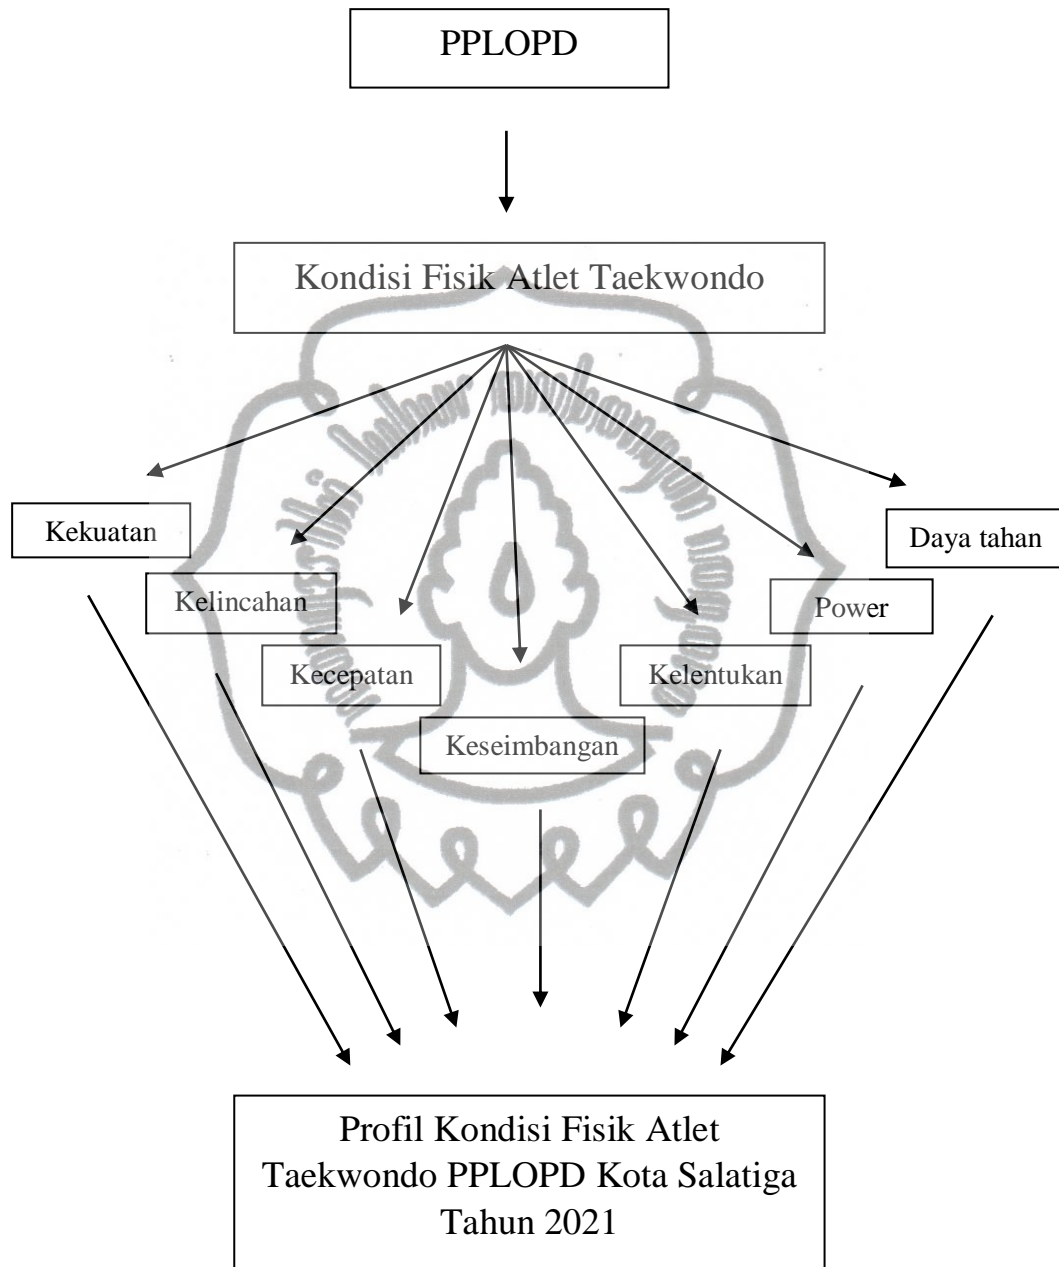 PPLOPD
Kondisi Fisik Atlet Taekwondo
Kekuatan
Daya tahan
Kelincahan
Power
Kecepatan
Kelentukan
Keseimbangan
Profil Kondisi Fisik Atlet
Taekwondo PPLOPD Kota Salatiga
Tahun 2021